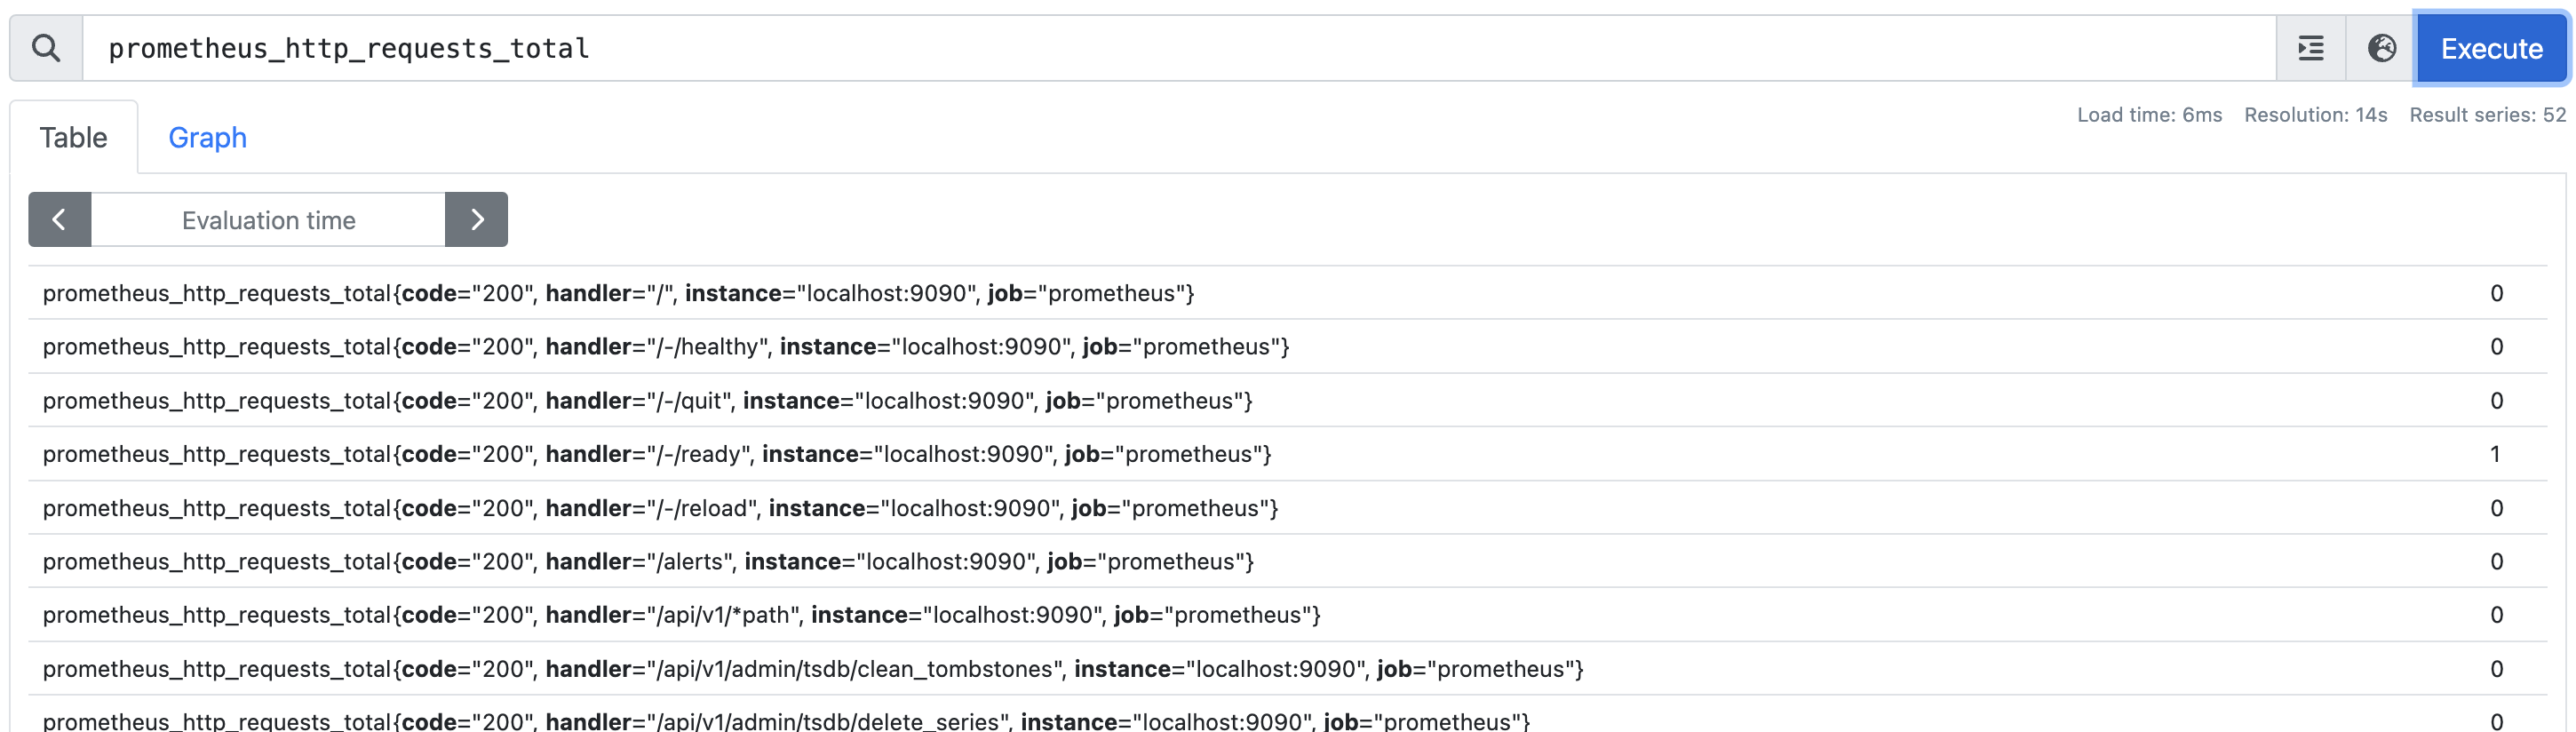 prometheus_http_requests_total
Execute
Load time: 6ms Resolution: 14s Result series: 52
Table Graph
Evaluation time
prometheus_http_requests_total{code="200", handler="/", instance="localhost:9090", job="prometheus"} 0
prometheus_http_requests_total{code="200", handler="/-/healthy", instance="localhost:9090", job="prometheus"} 0
prometheus_http_requests_total{code="200", handler="/-/quit", instance="localhost:9090", job="prometheus"} 0
prometheus_http_requests_total{code="200", handler="/-/ready", instance="localhost:9090", job="prometheus"} 1
prometheus_http_requests_total{code="200", handler="/-/reload", instance="localhost:9090", job="prometheus"} 0
prometheus_http_requests_total{code="200", handler="/alerts", instance="localhost:9090", job="prometheus"} 0
prometheus_http_requests_total{code="200", handler="/api/v1/*path", instance="localhost:9090", job="prometheus"} 0
prometheus_http_requests_total{code="200", handler="/api/v1/admin/tsdb/clean_tombstones", instance="localhost:9090", job="prometheus"} 0
prometheus_http_requests_total{code="200", handler="/api/v1/admin/tsdb/delete_series", instance="localhost:9090", job="prometheus"} 0